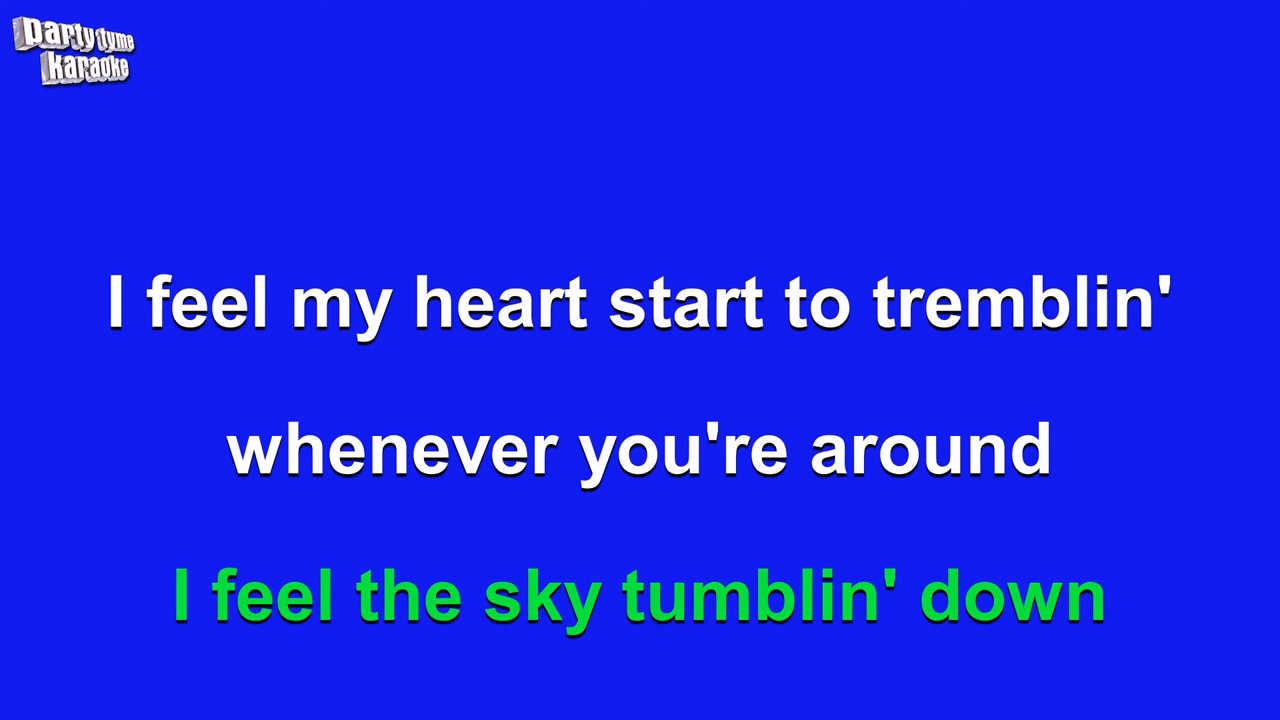 party tyme
karaoke
I feel my heart start to tremblin'
whenever you're around
I feel the sky tumblin' down